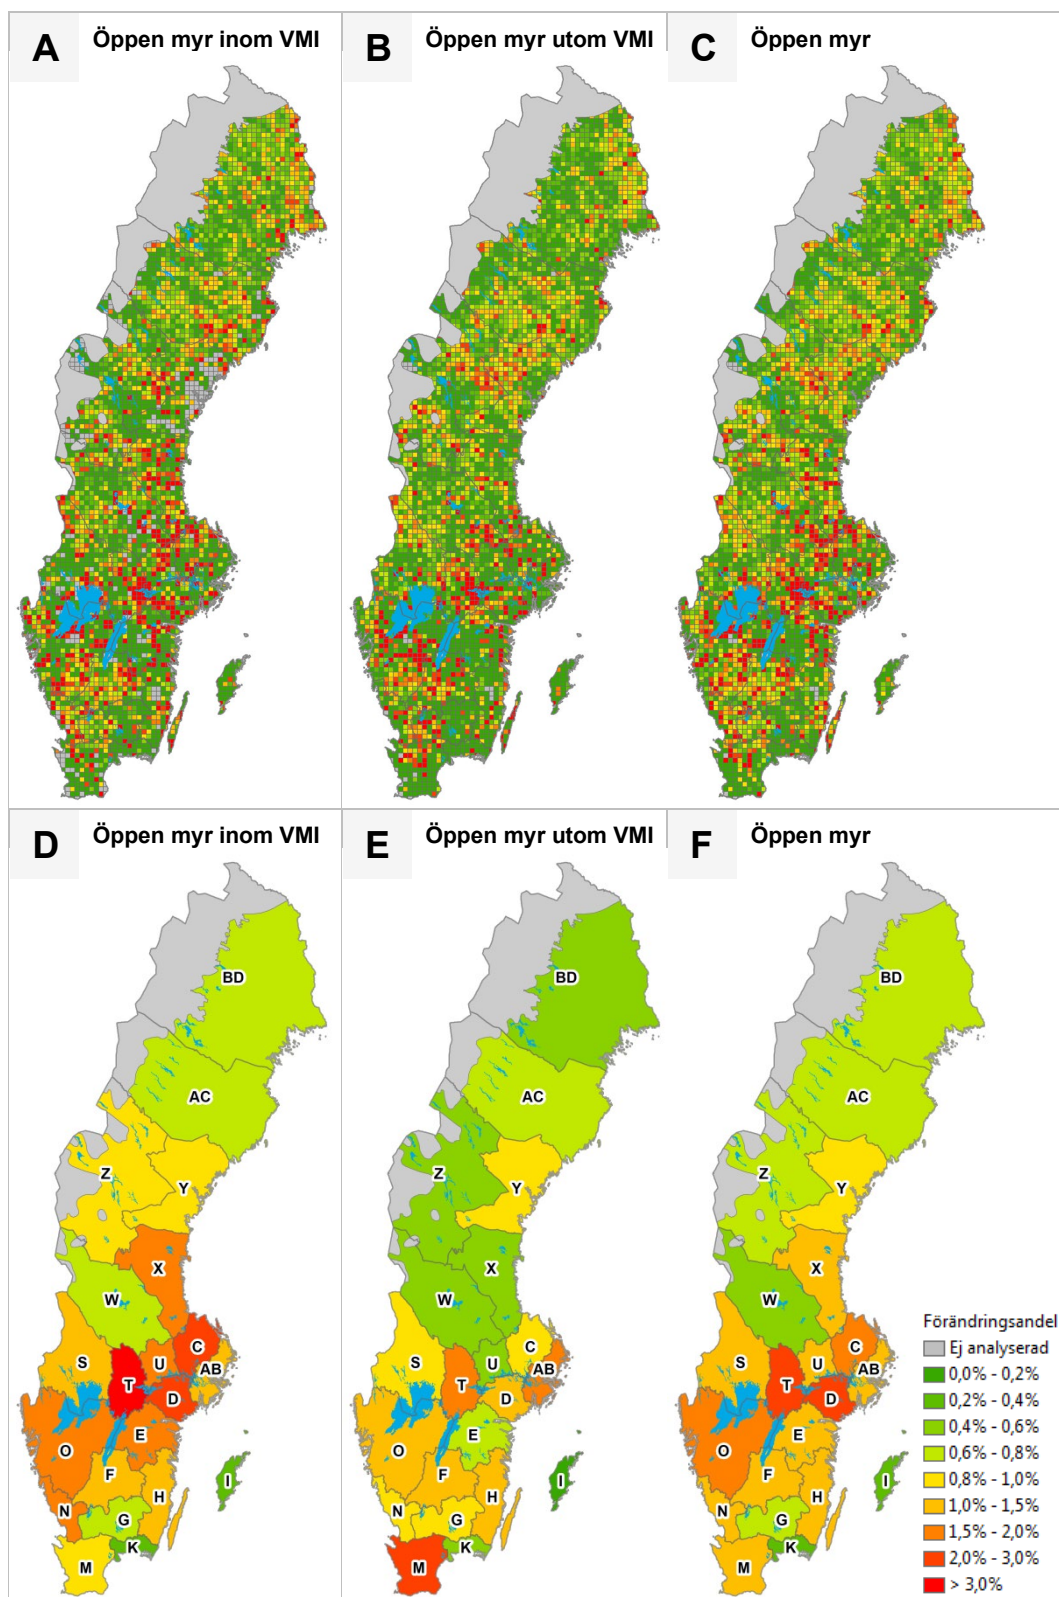 A Öppen myr inom VMI
B Öppen myr utom VMI
C Öppen myr
D Öppen myr inom VMI
BD
AC
Z
Y
X
W
C
S
U
AB
T
D
E
O
F
H
I
N
G
K
M
E Öppen myr utom VMI
BD
AC
Z
Y
X
W
C
S
U
AB
T
D
E
O
F
H
I
N
G
K
M
F Öppen myr
BD
AC
Z
Y
X
W
C
S
U
AB
T
D
E
O
F
H
I
N
G
K
M
Förändringsandel
Ej analyserad
0,0% - 0,2%
0,2% - 0,4%
0,4% - 0,6%
0,6% - 0,8%
0,8% - 1,0%
1,0% - 1,5%
1,5% - 2,0%
2,0% - 3,0%
> 3,0%